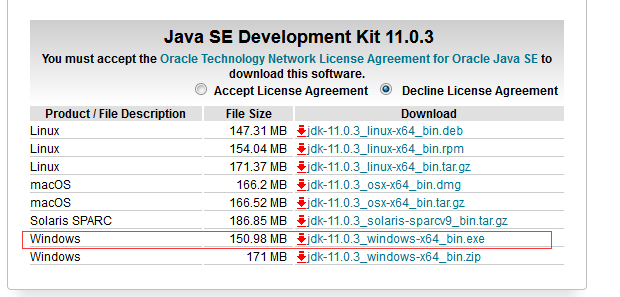 Java SE Development Kit 11.0.3
You must accept the Oracle Technology Network License Agreement for Oracle Java SE to
download this software.
Accept License Agreement Decline License Agreement
Product / File Description File Size Download
Linux 147.31 MB jdk-11.0.3_linux-x64_bin.deb
Linux 154.04 MB jdk-11.0.3_linux-x64_bin.rpm
Linux 171.37 MB jdk-11.0.3_linux-x64_bin.tar.gz
macOS 166.2 MB jdk-11.0.3_osx-x64_bin.dmg
macOS 166.52 MB jdk-11.0.3_osx-x64_bin.tar.gz
Solaris SPARC 186.85 MB jdk-11.0.3_solaris-sparcv9_bin.tar.gz
Windows 150.98 MB jdk-11.0.3_windows-x64_bin.exe
Windows 171 MB jdk-11.0.3_windows-x64_bin.zip